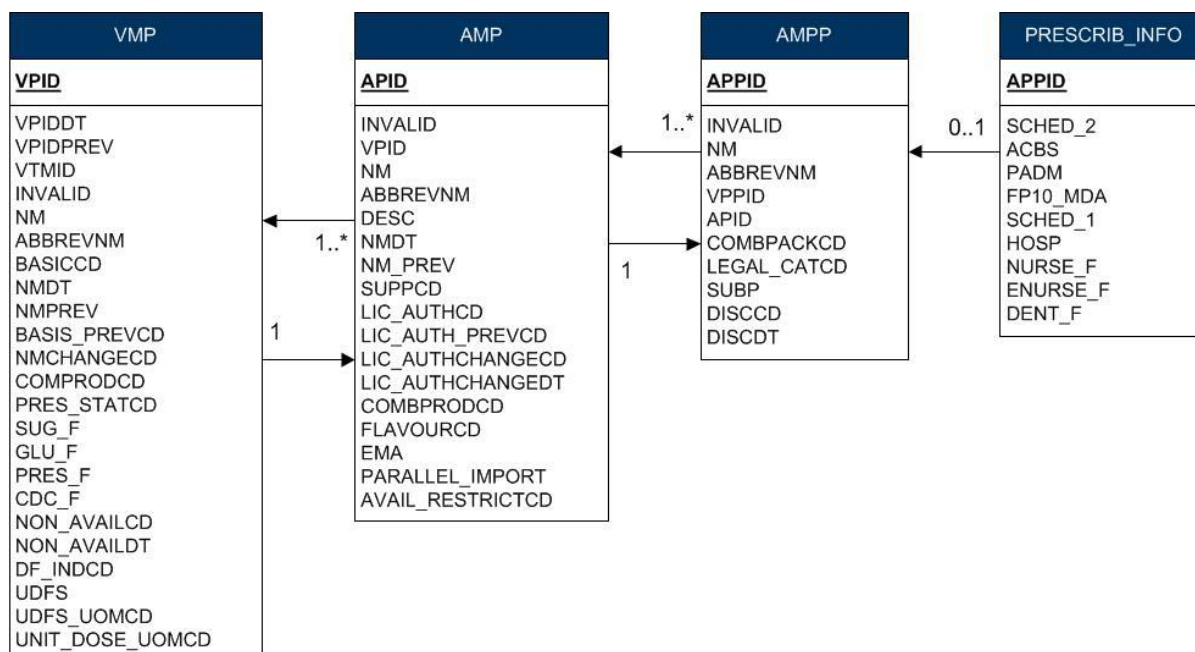 VMP
VPID
VPIDDT
VPIDPREV
VTMID
INVALID
NM
ABBREVNM
BASICCD
NMDT
NMPREV
BASIS_PREVCD
NMCHANGECD
COMPRODCD
PRES_STATCD
SUG_F
GLU_F
PRES_F
CDC_F
NON_AVAILCD
NON_AVAILDT
DF_INDCD
UDFS
UDFS_UOMCD
UNIT_DOSE_UOMCD
1..*
1
AMP
APID
INVALID
VPID
NM
ABBREVNM
DESC
NMDT
NM_PREV
SUPPCD
LIC_AUTHCD
LIC_AUTH_PREVCD
LIC_AUTHCHANGECD
LIC_AUTHCHANGEDT
COMBPRODCD
FLAVOURCD
EMA
PARALLEL_IMPORT
AVAIL_RESTRICTCD
1..*
1
AMPP
APPID
INVALID
NM
ABBREVNM
VPPID
APID
COMBPACKCD
LEGAL_CATCD
SUBP
DISCCD
DISCDT
0..1
PRESCRIB_INFO
APPID
SCHED_2
ACBS
PADM
FP10_MDA
SCHED_1
HOSP
NURSE_F
ENURSE_F
DENT_F